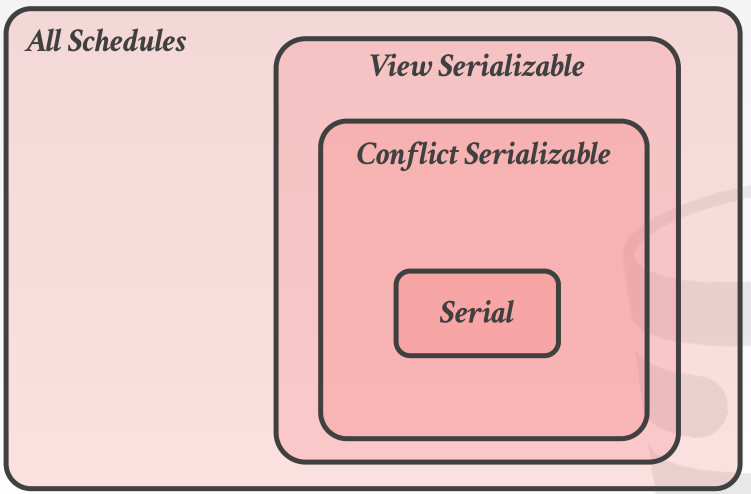 All Schedules
View Serializable
Conflict Serializable
Serial